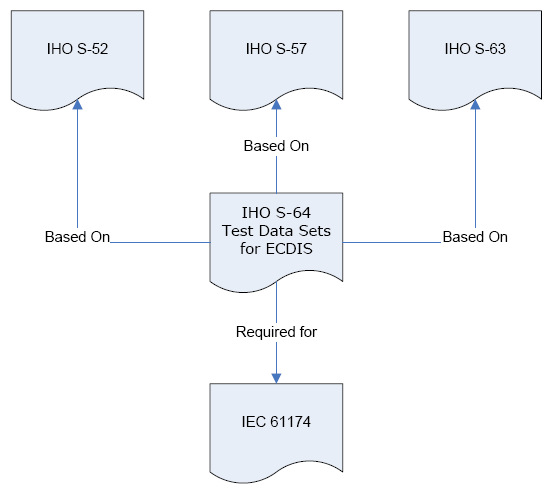 IHO S-52
IHO S-57
IHO S-63
Based On
IHO S-64
Test Data Sets
for ECDIS
Based On
Based On
Required for
IEC 61174